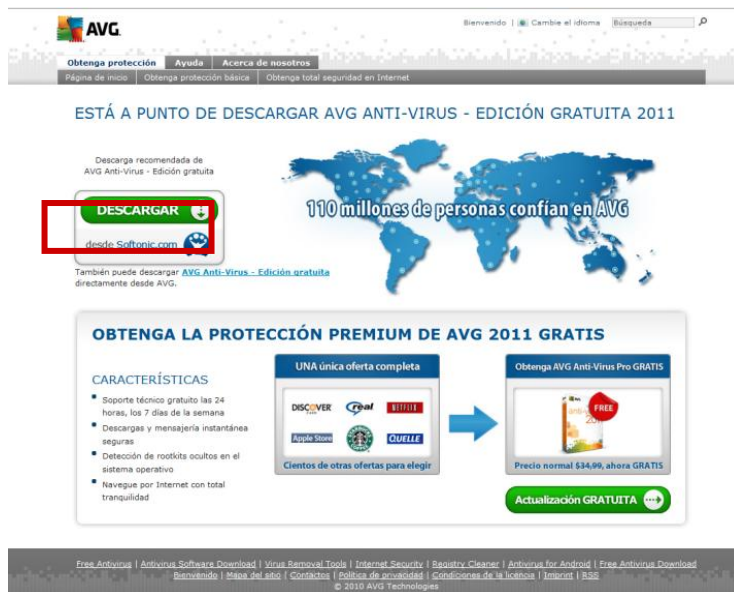 AVG.
Bienvenido | Cambie el idioma Búsqueda
Obtenga protección Ayuda Acerca de nosotros
Página de inicio Obtenga protección básica Obtenga total seguridad en Internet
ESTÁ A PUNTO DE DESCARGAR AVG ANTI-VIRUS - EDICIÓN GRATUITA 2011
Descarga recomendada de
AVG Anti-Virus - Edición gratuita
DESCARGAR
desde Softonic.com
También puede descargar AVG Anti-Virus - Edición gratuita
directamente desde AVG.
110 millones de personas confían en AVG
OBTENGA LA PROTECCIÓN PREMIUM DE AVG 2011 GRATIS
CARACTERÍSTICAS
Soporte técnico gratuito las 24
horas, los 7 días de la semana
Descargas y mensajería instantánea
seguras
Detección de rootkits ocultos en el
sistema operativo
Navegue por Internet con total
tranquilidad
UNA única oferta completa
DISCOVER real NETFLIX
Apple Store QUELLE
Cientos de otras ofertas para elegir
Obtenga AVG Anti-Virus Pro GRATIS
FREE
Precio normal $34,99, ahora GRATIS
Actualización GRATUITA
Free Antivirus | Antivirus Software Download | Virus Removal Tools | Internet Security | Registry Cleaner | Antivirus for Android | Free Antivirus Download
Bienvenido | Mapa del sitio | Contactos | Política de privacidad | Condiciones de la licencia | Imprint | RSS
© 2010 AVG Technologies